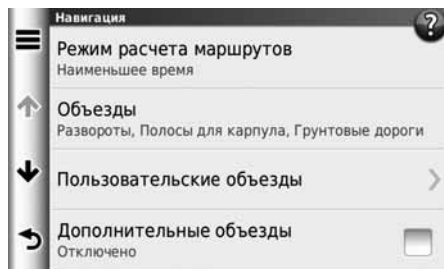 Навигация
?
Режим расчета маршрутов
Наименьшее время
Объезды
Развороты, Полосы для карпула, Грунтовые дороги
Пользовательские объезды
Дополнительные объезды
Отключено